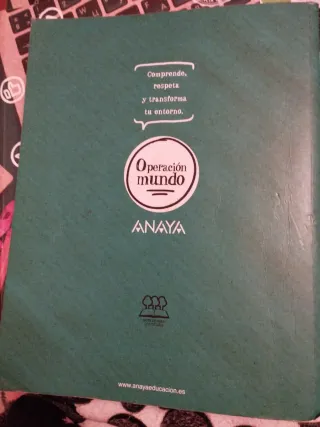 Comprende,
respeta
y transforma
tu entorno.
Operación
mundo
ANAYA
www.anayaeducacion.es